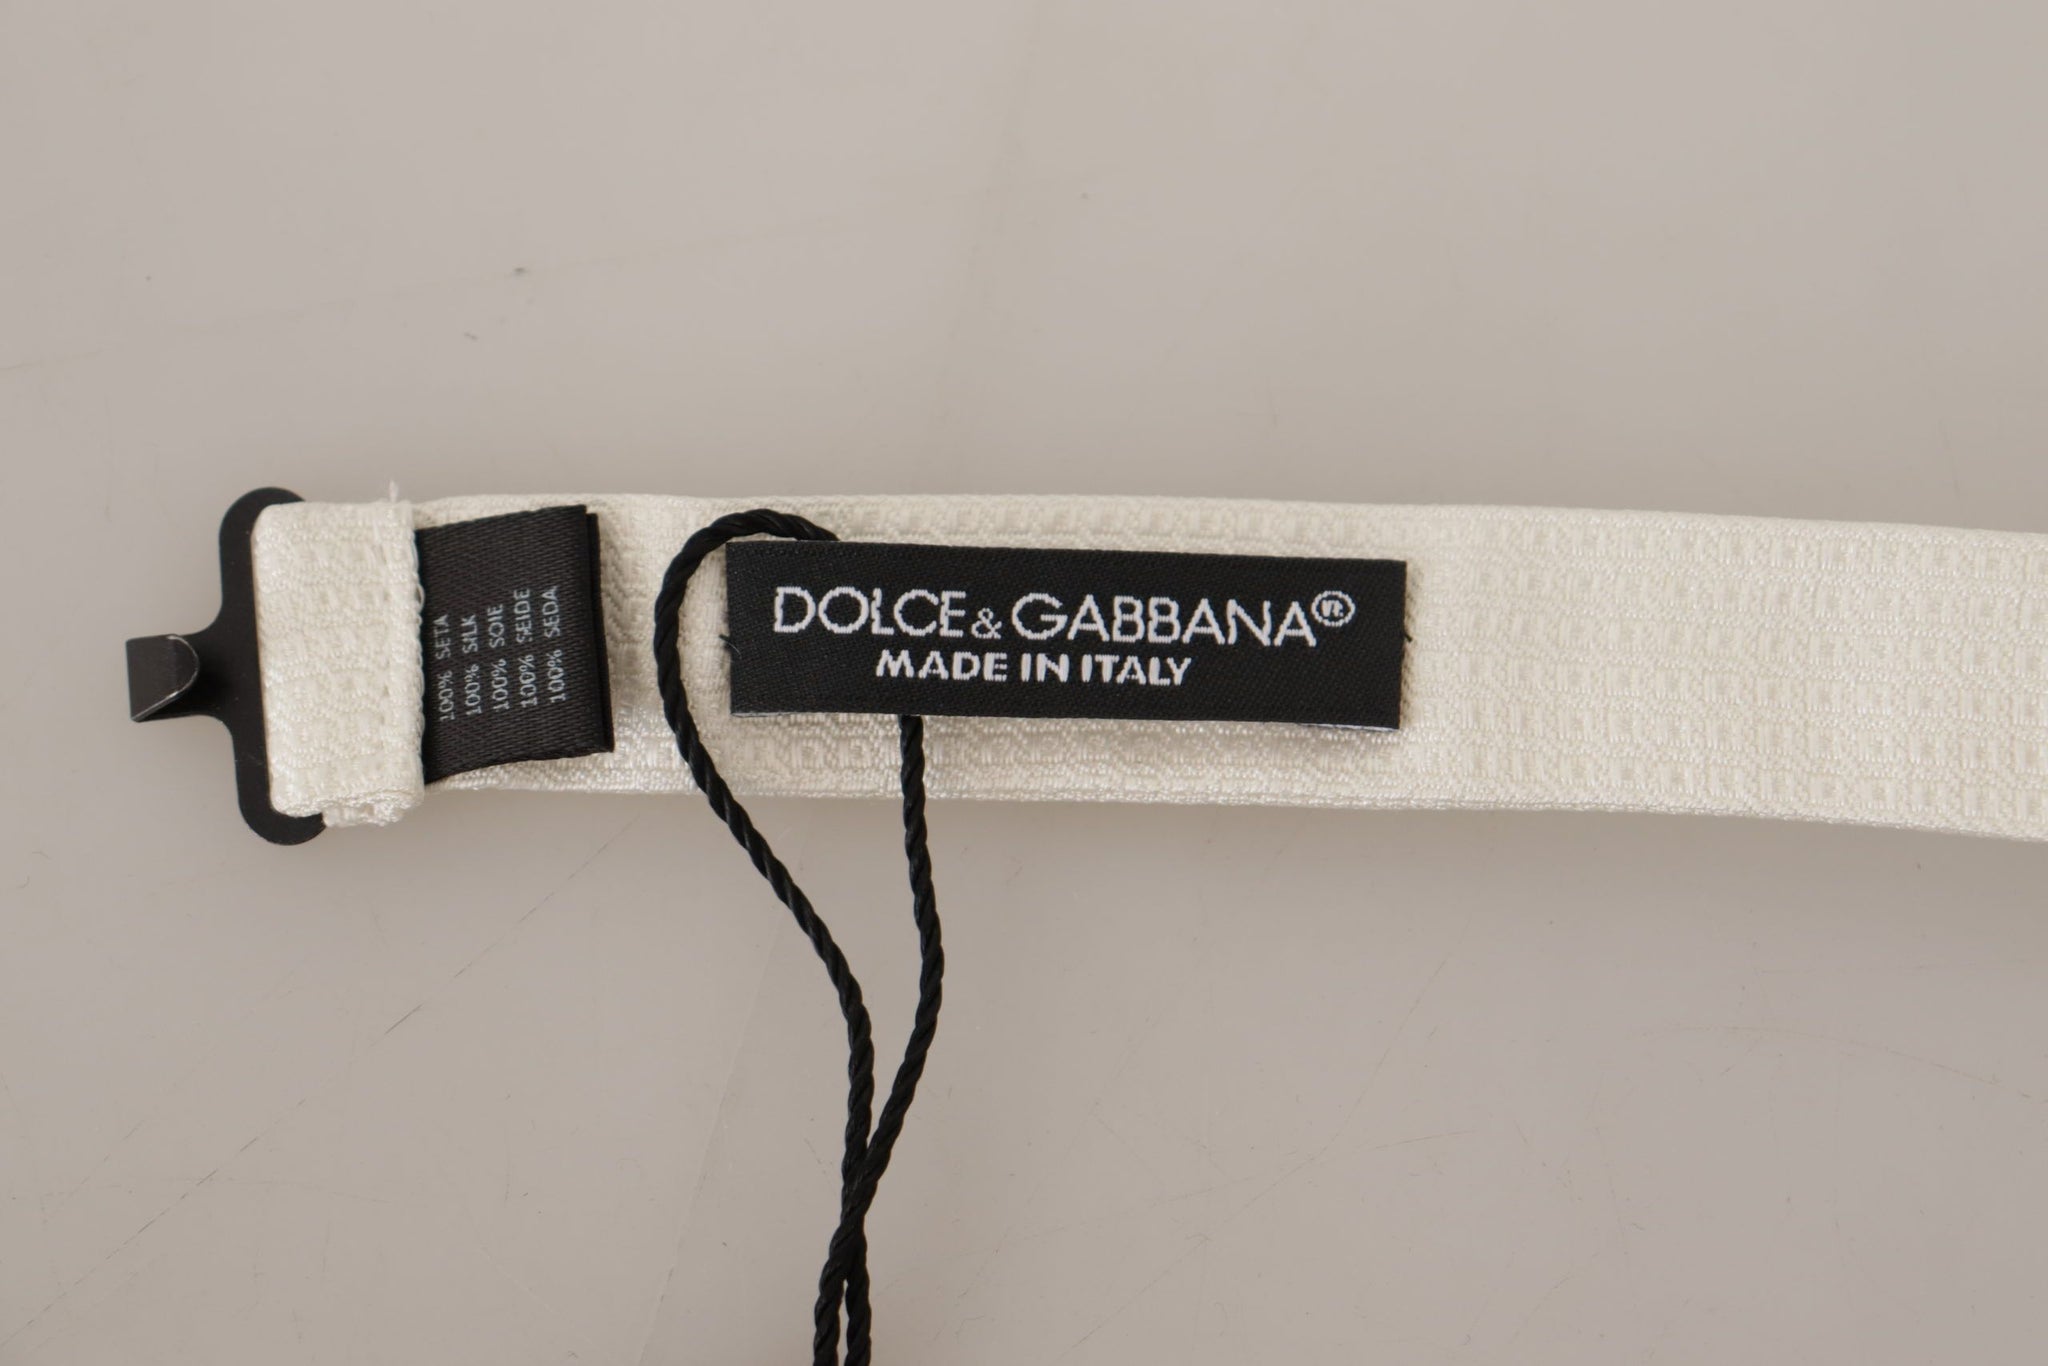 100% SETA
100% SILK
100% SOIE
100% SEIDE
100% SEDA
DOLCE & GABBANA®
MADE IN ITALY